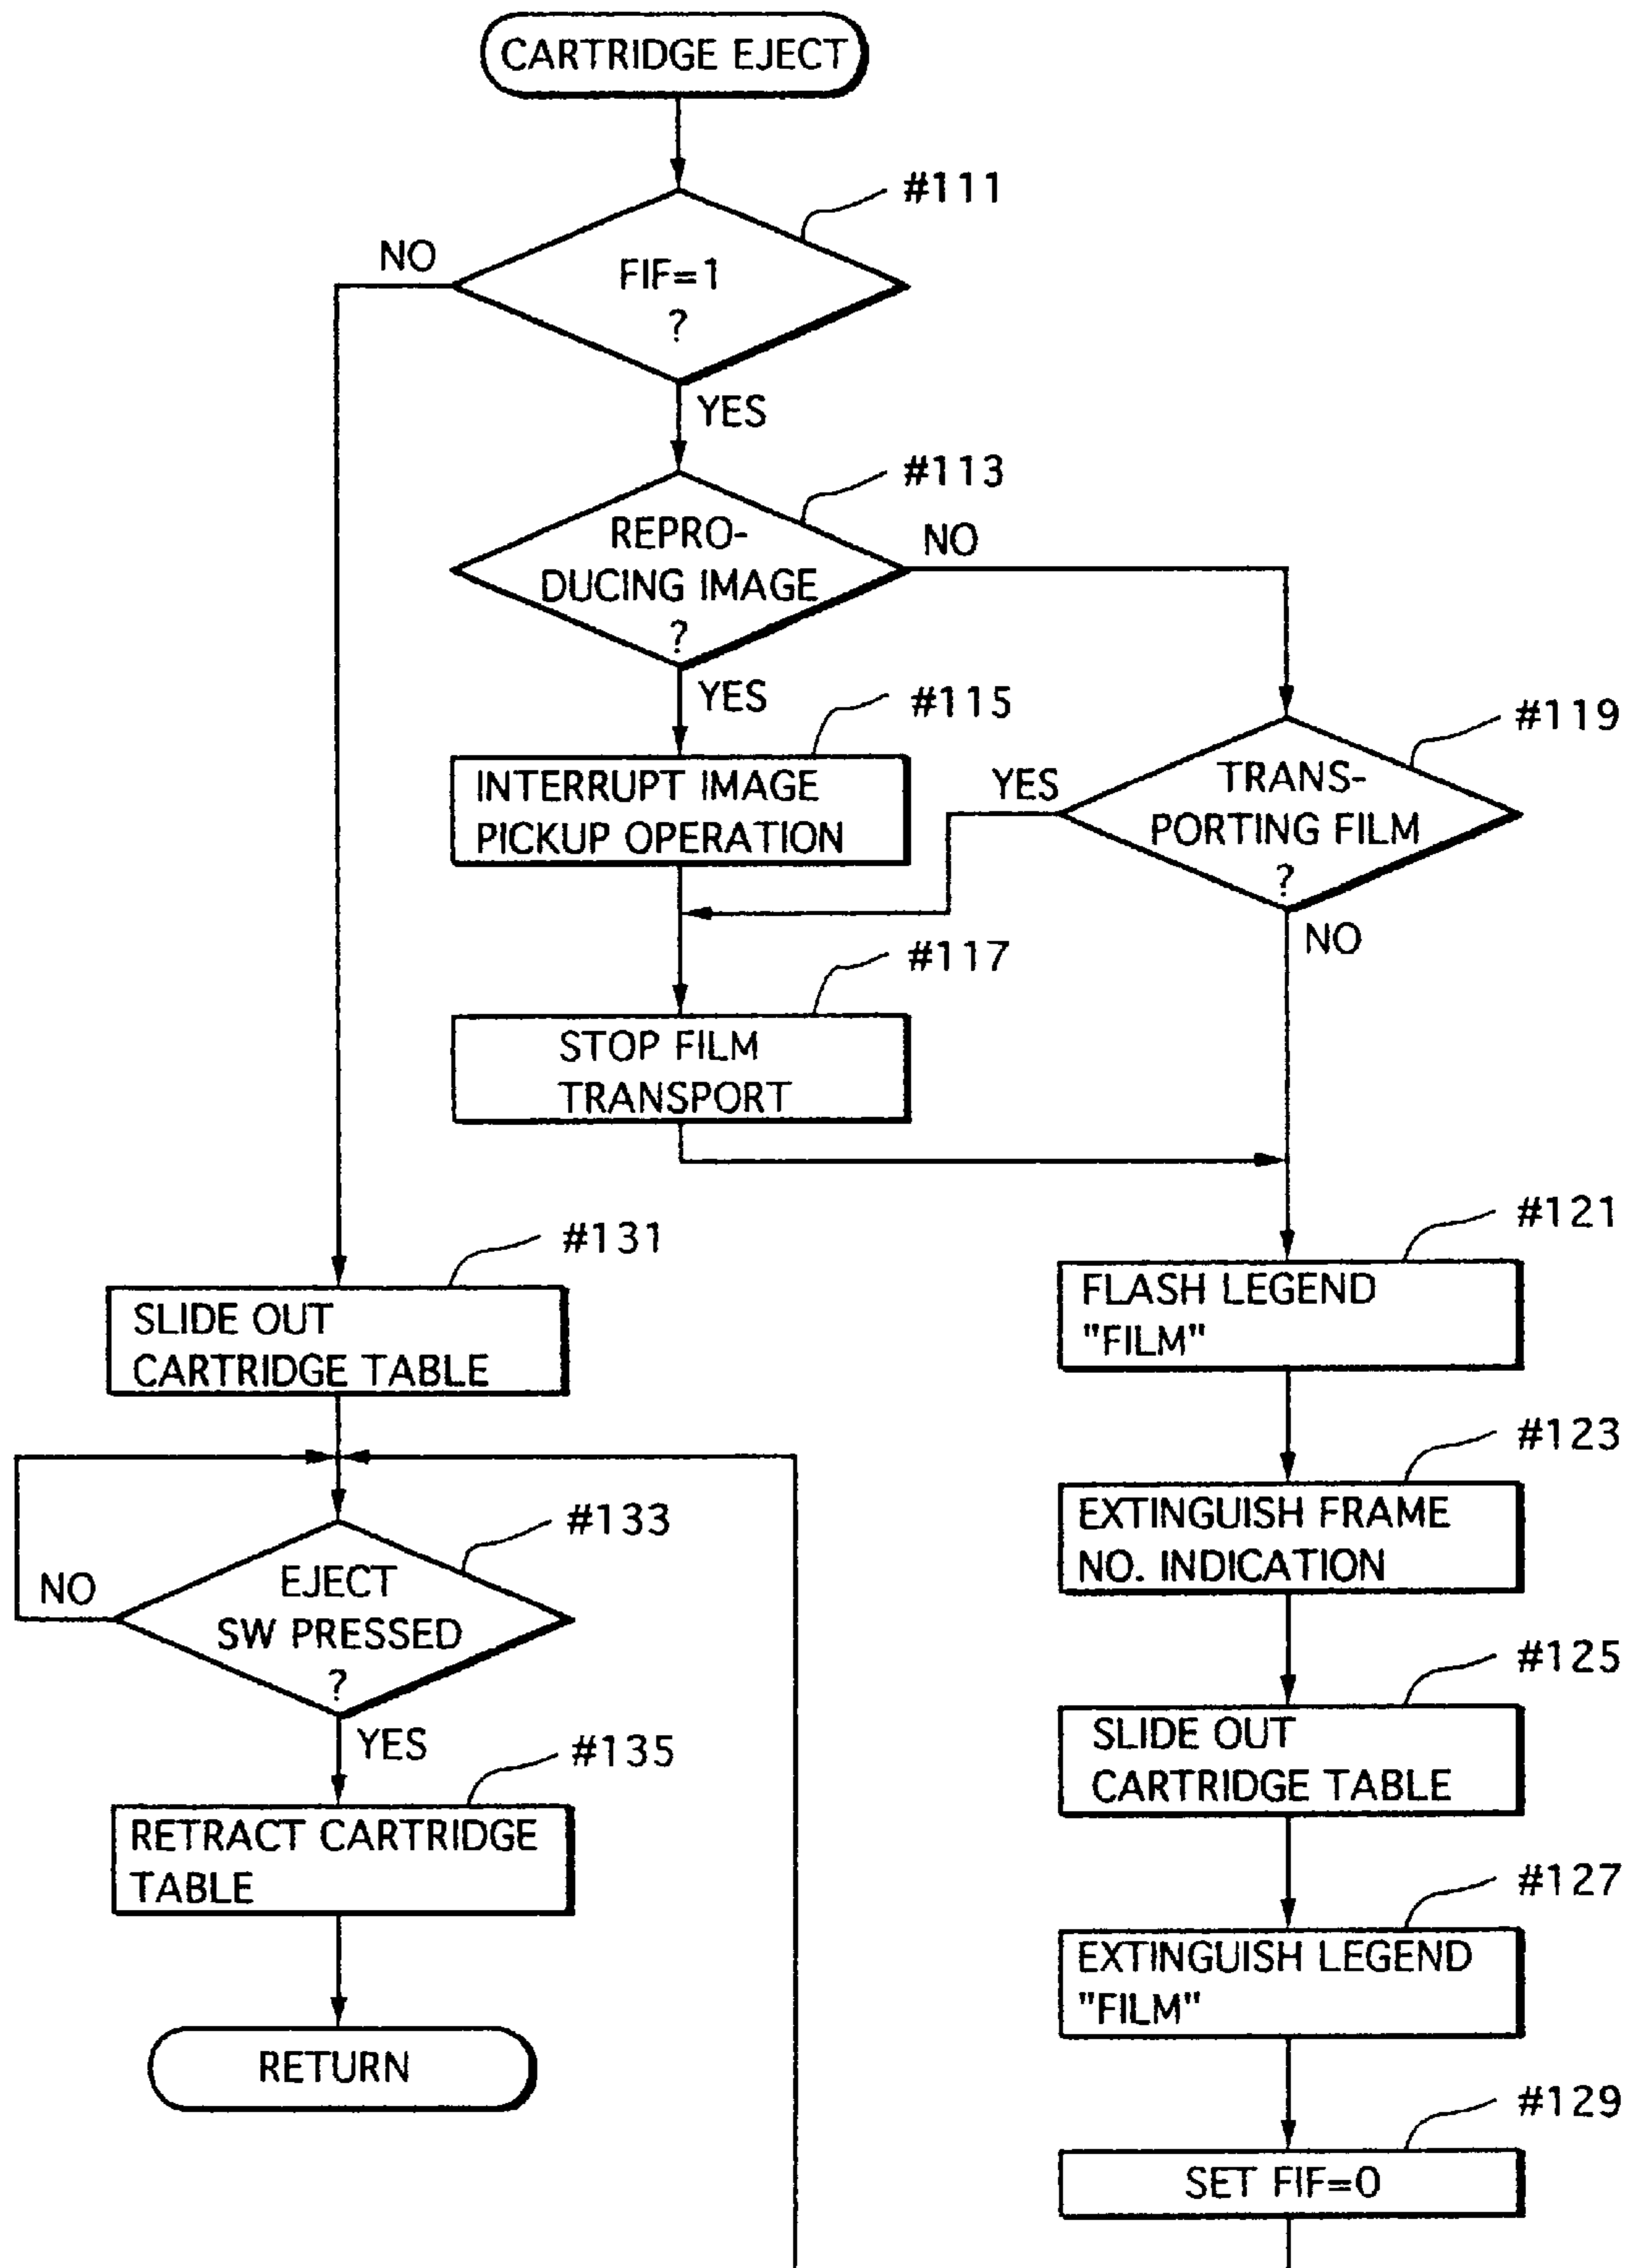 CARTRIDGE EJECT
#111
NO
FIF=1
?
YES
#113
REPRO-
DUCING IMAGE
?
NO
YES
#115
INTERRUPT IMAGE
PICKUP OPERATION
#119
YES
TRANS-
PORTING FILM
?
NO
#117
STOP FILM
TRANSPORT
#121
FLASH LEGEND
"FILM"
#131
SLIDE OUT
CARTRIDGE TABLE
#123
EXTINGUISH FRAME
NO. INDICATION
#133
NO
EJECT
SW PRESSED
?
YES
#125
SLIDE OUT
CARTRIDGE TABLE
#135
RETRACT CARTRIDGE
TABLE
#127
EXTINGUISH LEGEND
"FILM"
RETURN
#129
SET FIF=0